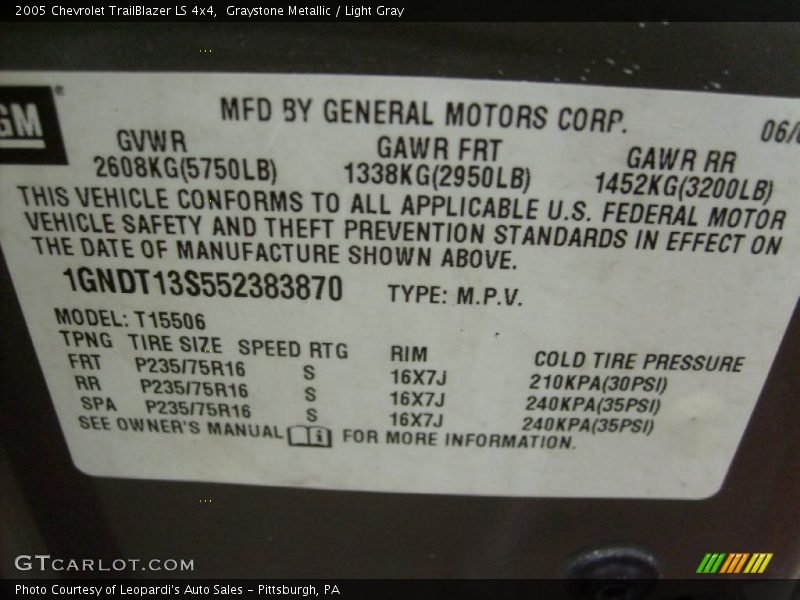 2005 Chevrolet TrailBlazer LS 4x4,  Graystone Metallic / Light Gray
GM
MFD BY GENERAL MOTORS CORP.
GVWR GAWR FRT GAWR RR
2608KG(5750LB) 1338KG(2950LB) 1452KG(3200LB)
THIS VEHICLE CONFORMS TO ALL APPLICABLE U.S. FEDERAL MOTOR
VEHICLE SAFETY AND THEFT PREVENTION STANDARDS IN EFFECT ON
THE DATE OF MANUFACTURE SHOWN ABOVE.
1GNDT13S552383870 TYPE: M.P.V.
MODEL: T15506
TPNG TIRE SIZE SPEED RTG RIM COLD TIRE PRESSURE
FRT P235/75R16 S 16X7J 210KPA(30PSI)
RR P235/75R16 S 16X7J 240KPA(35PSI)
SPA P235/75R16 S 16X7J 240KPA(35PSI)
SEE OWNER'S MANUAL FOR MORE INFORMATION.
GTCARLOT.COM
Photo Courtesy of Leopardi's Auto Sales - Pittsburgh, PA